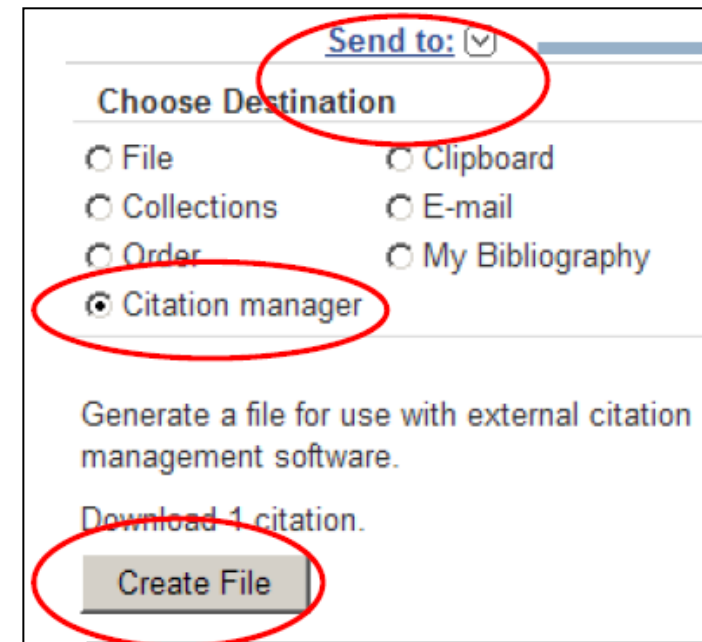 Send to:
Choose Destination
File Clipboard
Collections E-mail
Order My Bibliography
Citation manager
Generate a file for use with external citation
management software.
Download 1 citation.
Create File